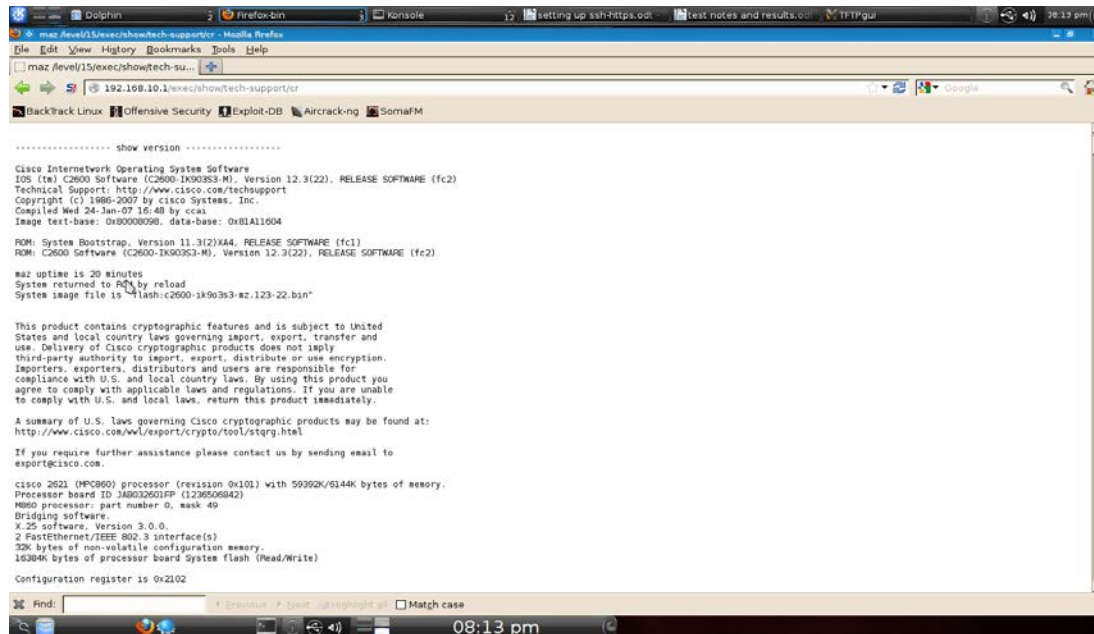 Dolphin
2 Firefox-bin
3 Konsole
12 setting up ssh-https.odt -
test notes and results.od
TFTPgui
maz /level/15/exec/show/tech-support/cr - Mozilla Firefox
File Edit View History Bookmarks Tools Help
maz /level/15/exec/show/tech-su...
192.168.10.1/exec/show/tech-support/cr
Google
BackTrack Linux Offensive Security Exploit-DB Aircrack-ng SomaFM
------------------ show version ------------------
Cisco Internetwork Operating System Software
IOS (tm) C2600 Software (C2600-IK9O3S3-M), Version 12.3(22), RELEASE SOFTWARE (fc2)
Technical Support: http://www.cisco.com/techsupport
Copyright (c) 1986-2007 by cisco Systems, Inc.
Compiled Wed 24-Jan-07 16:48 by ccai
Image text-base: 0x80008098, data-base: 0x81A11604
ROM: System Bootstrap, Version 11.3(2)XA4, RELEASE SOFTWARE (fc1)
ROM: C2600 Software (C2600-IK9O3S3-M), Version 12.3(22), RELEASE SOFTWARE (fc2)
maz uptime is 20 minutes
System returned to by reload
System image file is "flash:c2600-ik9o3s3-mz.123-22.bin"
This product contains cryptographic features and is subject to United
States and local country laws governing import, export, transfer and
use. Delivery of Cisco cryptographic products does not imply
third-party authority to import, export, distribute or use encryption.
Importers, exporters, distributors and users are responsible for
compliance with U.S. and local country laws. By using this product you
agree to comply with applicable laws and regulations. If you are unable
to comply with U.S. and local laws, return this product immediately.
A summary of U.S. laws governing Cisco cryptographic products may be found at:
http://www.cisco.com/wwl/export/crypto/tool/stqrg.html
If you require further assistance please contact us by sending email to
export@cisco.com.
cisco 2621 (MPC860) processor (revision 0x101) with 59392K/6144K bytes of memory.
Processor board ID JAB032601FP (1236506842)
M860 processor: part number 0, mask 49
Bridging software.
X.25 software, Version 3.0.0.
2 FastEthernet/IEEE 802.3 interface(s)
32K bytes of non-volatile configuration memory.
16384K bytes of processor board System flash (Read/Write)
Configuration register is 0x2102
Find: Previous Next Highlight all Match case
08:13 pm